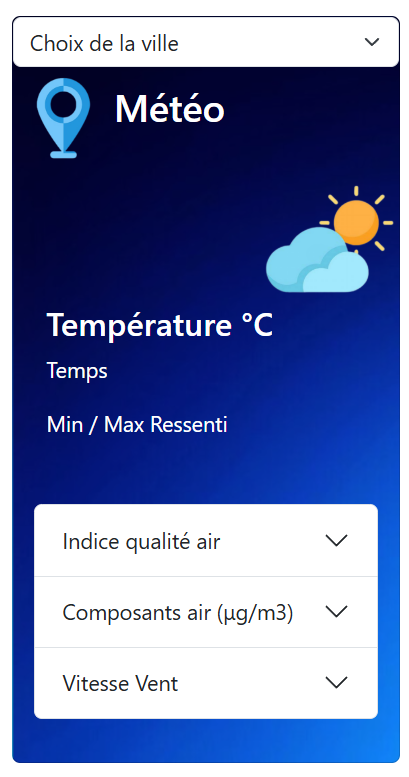 Choix de la ville
Météo
Température °C
Temps
Min / Max Ressenti
Indice qualité air
Composants air (µg/m3)
Vitesse Vent